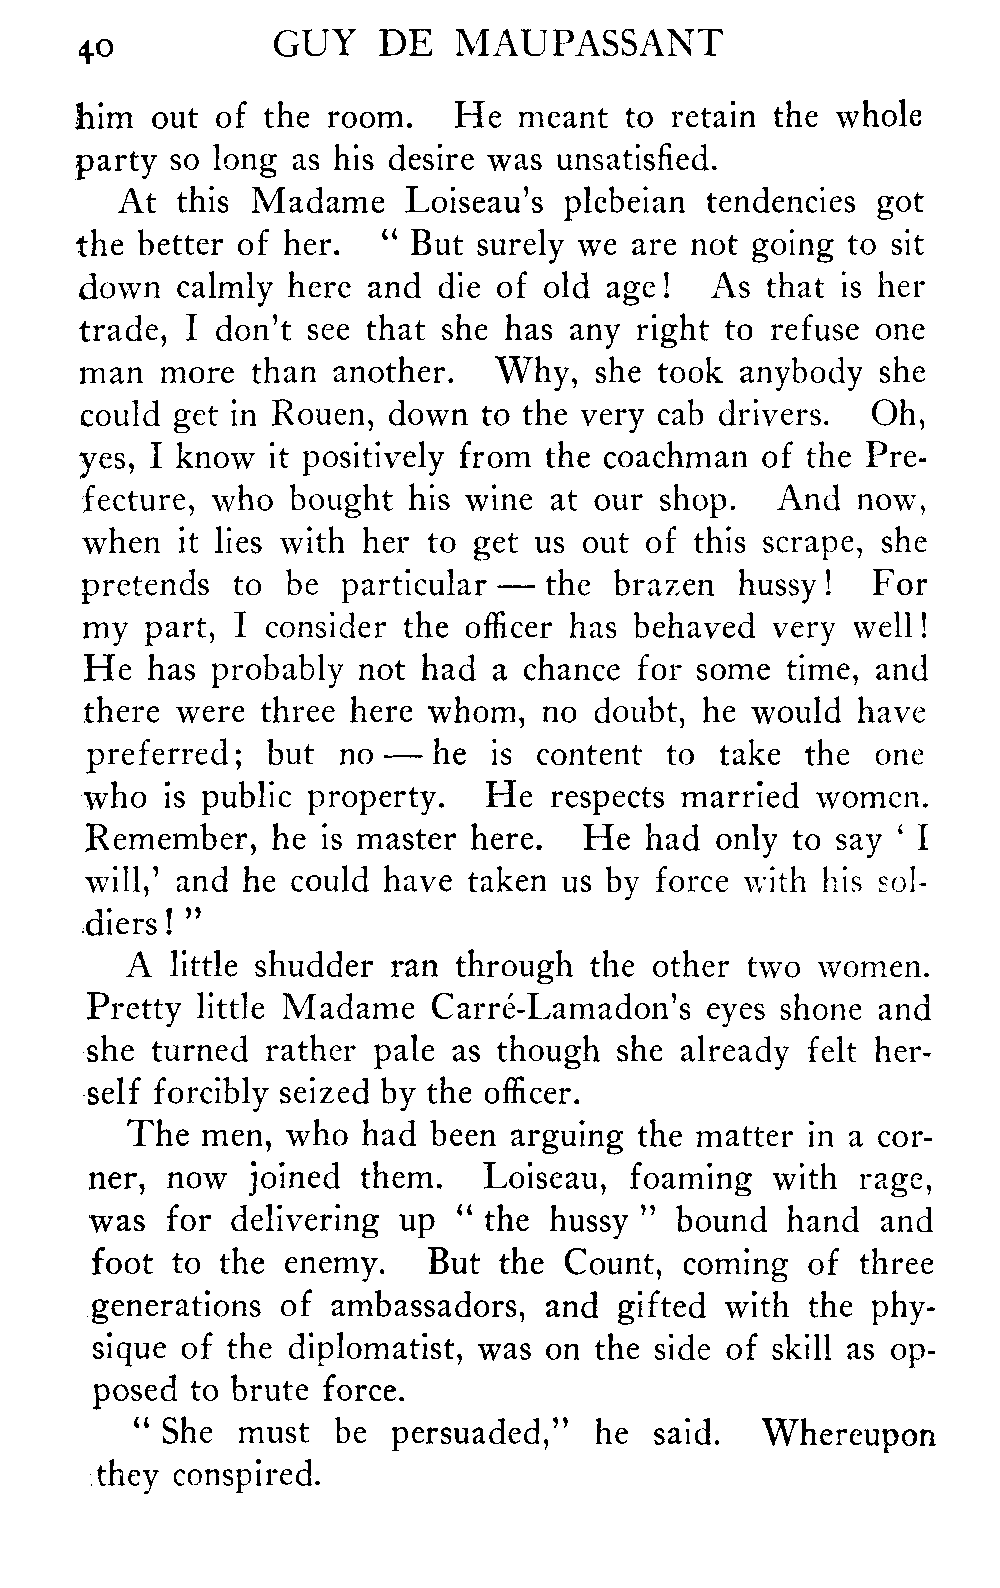 40 GUY DE MAUPASSANT
him out of the room. He meant to retain the whole
party so long as his desire was unsatisfied.
At this Madame Loiseau's plebeian tendencies got
the better of her. " But surely we are not going to sit
down calmly here and die of old age! As that is her
trade, I don't see that she has any right to refuse one
man more than another. Why, she took anybody she
could get in Rouen, down to the very cab drivers. Oh,
yes, I know it positively from the coachman of the Pre-
fecture, who bought his wine at our shop. And now,
when it lies with her to get us out of this scrape, she
pretends to be particular — the brazen hussy! For
my part, I consider the officer has behaved very well!
He has probably not had a chance for some time, and
there were three here whom, no doubt, he would have
preferred; but no — he is content to take the one
who is public property. He respects married women.
Remember, he is master here. He had only to say ‘ I
will,’ and he could have taken us by force with his sol-
diers! "
A little shudder ran through the other two women.
Pretty little Madame Carré-Lamadon's eyes shone and
she turned rather pale as though she already felt her-
self forcibly seized by the officer.
The men, who had been arguing the matter in a cor-
ner, now joined them. Loiseau, foaming with rage,
was for delivering up " the hussy " bound hand and
foot to the enemy. But the Count, coming of three
generations of ambassadors, and gifted with the phy-
sique of the diplomatist, was on the side of skill as op-
posed to brute force.
" She must be persuaded," he said. Whereupon
they conspired.